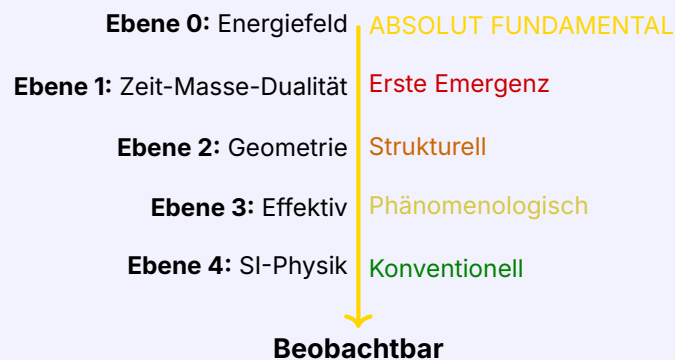 Ebene 0: Energiefeld ABSOLUT FUNDAMENTAL
Ebene 1: Zeit-Masse-Dualität Erste Emergenz
Ebene 2: Geometrie Strukturell
Ebene 3: Effektiv Phänomenologisch
Ebene 4: SI-Physik Konventionell
Beobachtbar